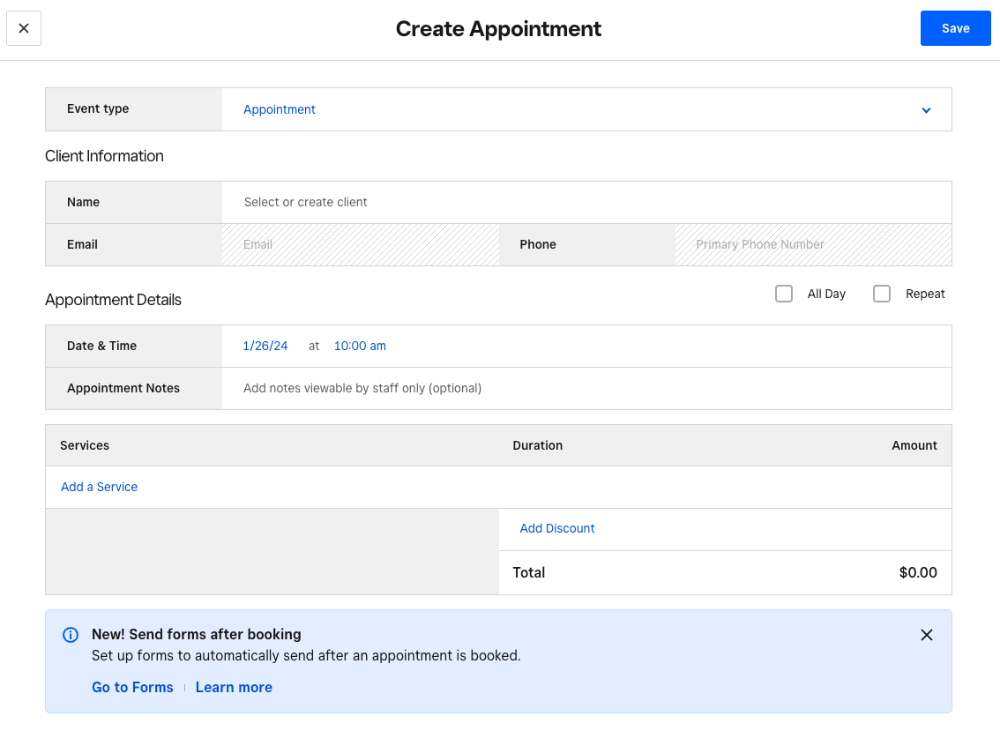 Create Appointment
Save
Event type Appointment
Client Information
Name Select or create client
Email Email Phone Primary Phone Number
Appointment Details All Day Repeat
Date & Time 1/26/24 at 10:00 am
Appointment Notes Add notes viewable by staff only (optional)
Services Duration Amount
Add a Service
Add Discount
Total $0.00
New! Send forms after booking
Set up forms to automatically send after an appointment is booked.
Go to Forms Learn more